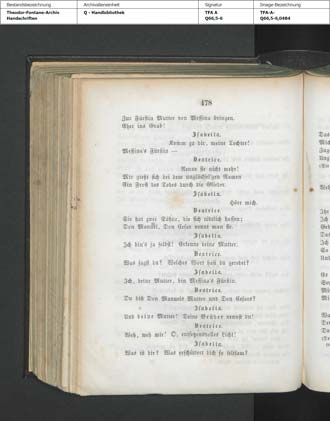 Bestandsbezeichnung
Archivalieneinheit
Signatur
Image-Bezeichnung
Theodor-Fontane-Archiv
Handschriften
Q - Handbibliothek
TFA A
Q66,5-6
TFA-A-
Q66,5-6,0484
478
Zur Fürstin Mutter von Messina bringen.
Eher ins Grab!
Isabella.
Komm zu dir, meine Tochter!
Messina's Fürstin —
Beatrice.
Nenne sie nicht mehr!
Mir gießt sich bei dem unglückſel'gen Namen
Ein Froſt des Todes durch die Glieder.
Isabella.
Höre mich.
Beatrice.
Sie hat zwei Söhne, die ſich tödtlich haſſen;
Don Manuel, Don Ceſar nennt man ſie.
Isabella.
Ich bin's ja ſelbſt! Erkenne deine Mutter.
Beatrice.
Was ſagſt du? Welches Wort haſt du geredet?
Isabella.
Ich, deine Mutter, bin Meſſina's Fürſtin.
Beatrice.
Du biſt Don Manuels Mutter und Don Ceſars?
Isabella.
Und deine Mutter! Deine Brüder nennſt du!
Beatrice.
Weh, weh mir! O, entſetzensvolles Licht!
Isabella.
Was iſt dir? Was erſchüttert dich ſo ſeltſam?